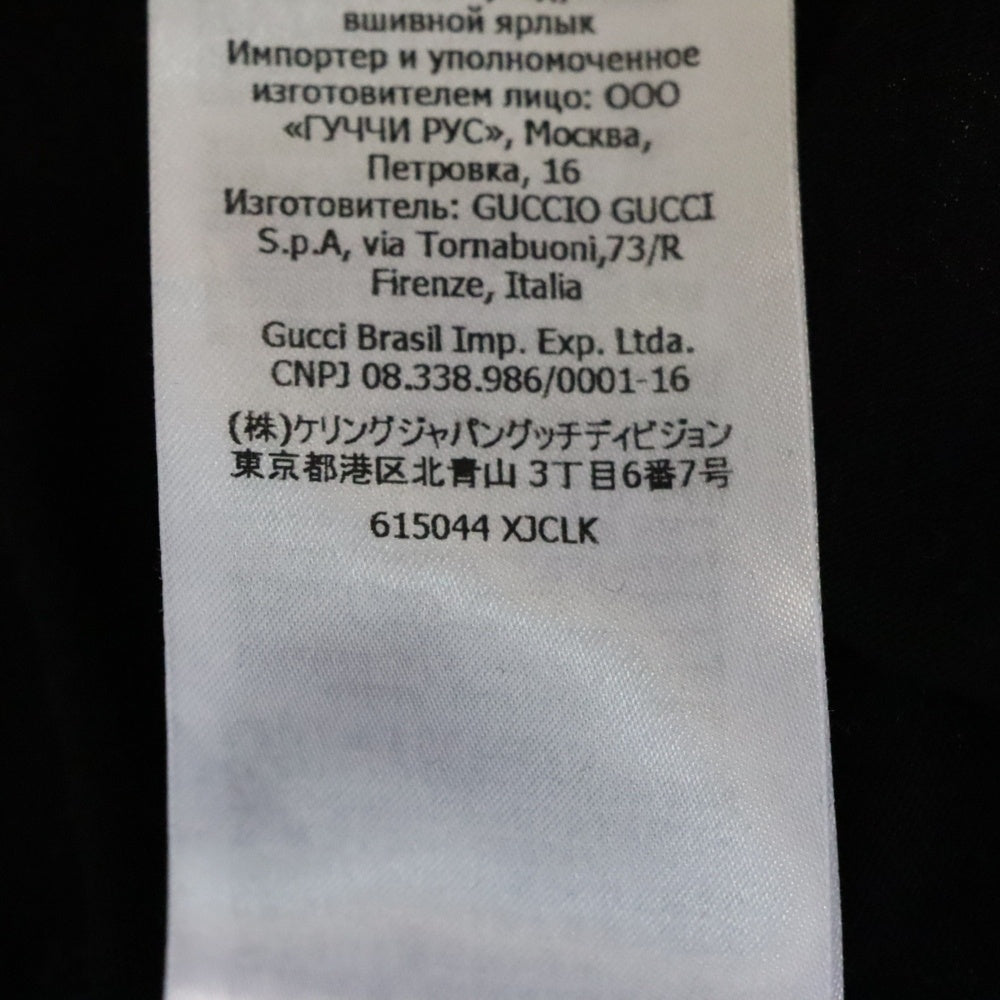 вшивной ярлык
Импортер и уполномоченное
изготовителем лицо: ООО
«ГУЧЧИ РУС», Москва,
Петровка, 16
Изготовитель: GUCCIO GUCCI
S.p.A, via Tornabuoni,73/R
Firenze, Italia
Gucci Brasil Imp. Exp. Ltda.
CNPJ 08.338.986/0001-16
(株)ケリングジャパングッチディビジョン
東京都港区北青山 3丁目6番7号
615044 XJCLK